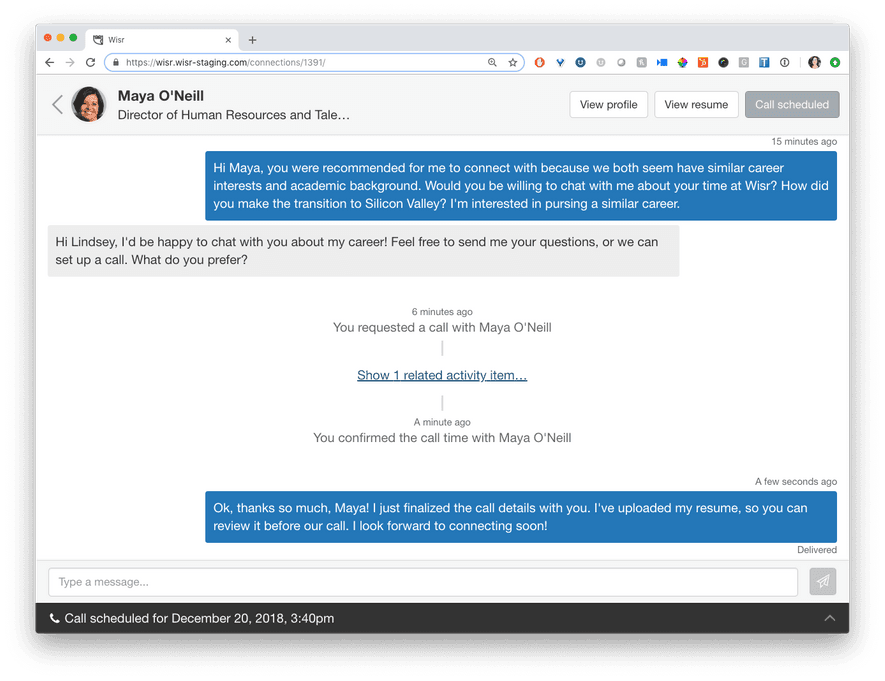 Wisr
https://wisr.wisr-staging.com/connections/1391/
Maya O'Neill
Director of Human Resources and Tale…
View profile
View resume
Call scheduled
15 minutes ago
Hi Maya, you were recommended for me to connect with because we both seem have similar career
interests and academic background. Would you be willing to chat with me about your time at Wisr? How did
you make the transition to Silicon Valley? I'm interested in pursing a similar career.
Hi Lindsey, I'd be happy to chat with you about my career! Feel free to send me your questions, or we can
set up a call. What do you prefer?
6 minutes ago
You requested a call with Maya O'Neill
Show 1 related activity item…
A minute ago
You confirmed the call time with Maya O'Neill
A few seconds ago
Ok, thanks so much, Maya! I just finalized the call details with you. I've uploaded my resume, so you can
review it before our call. I look forward to connecting soon!
Delivered
Type a message...
Call scheduled for December 20, 2018, 3:40pm